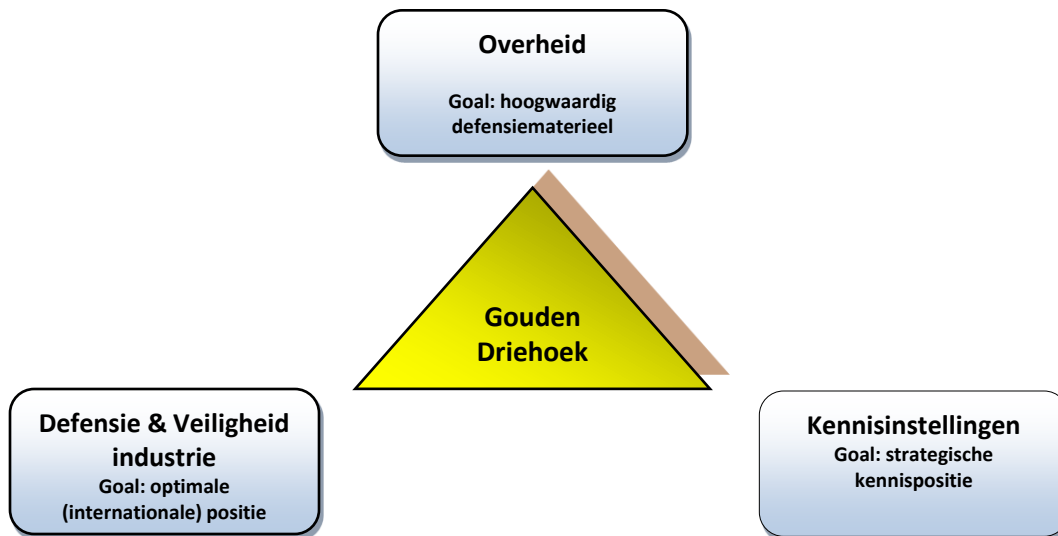 Overheid
Goal: hoogwaardig
defensiematerieel
Gouden
Driehoek
Defensie & Veiligheid
industrie
Goal: optimale
(internationale) positie
Kennisinstellingen
Goal: strategische
kennispositie